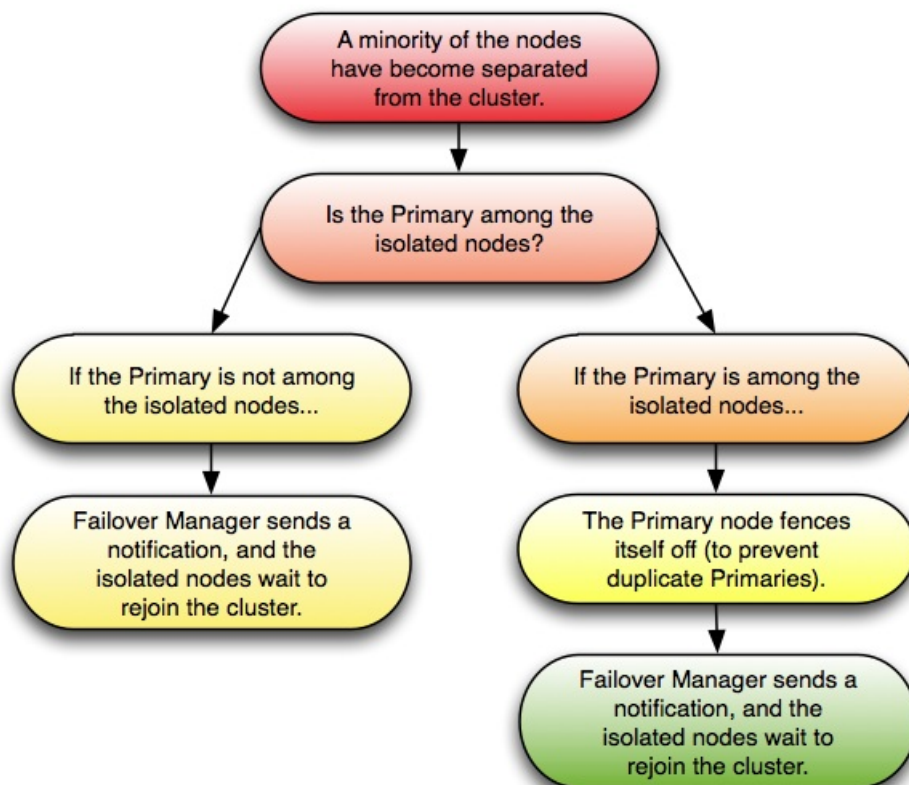 A minority of the nodes
have become separated
from the cluster.
Is the Primary among the
isolated nodes?
If the Primary is not among
the isolated nodes...
If the Primary is among the
isolated nodes...
Failover Manager sends a
notification, and the
isolated nodes wait to
rejoin the cluster.
The Primary node fences
itself off (to prevent
duplicate Primaries).
Failover Manager sends a
notification, and the
isolated nodes wait to
rejoin the cluster.